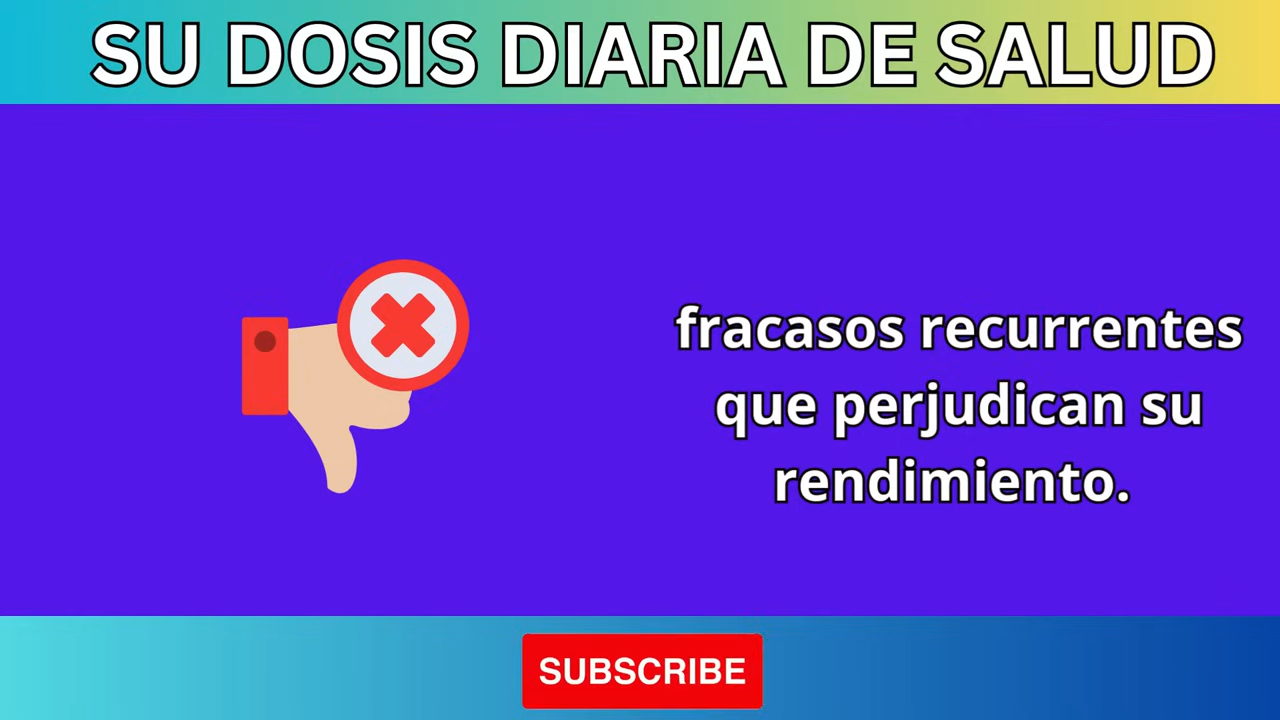 SU DOSIS DIARIA DE SALUD
fracasos recurrentes
que perjudican su
rendimiento.
SUBSCRIBE